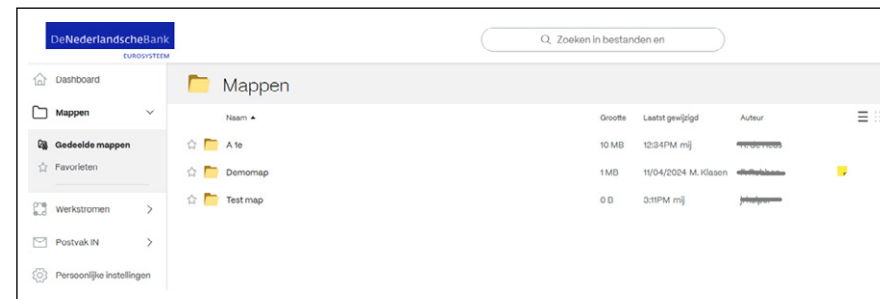 DeNederlandscheBank
EUROSYSTEEM
Zoeken in bestanden en
Dashboard
Mappen
Gedeelde mappen
Favorieten
Werkstromen
Postvak IN
Persoonlijke instellingen
Mappen
Naam Grootte Laatst gewijzigd Auteur
A 1e 10 MB 12:34PM mij
Demomap 1 MB 11/04/2024 M. Klasen
Test map 0 B 3:11PM mij